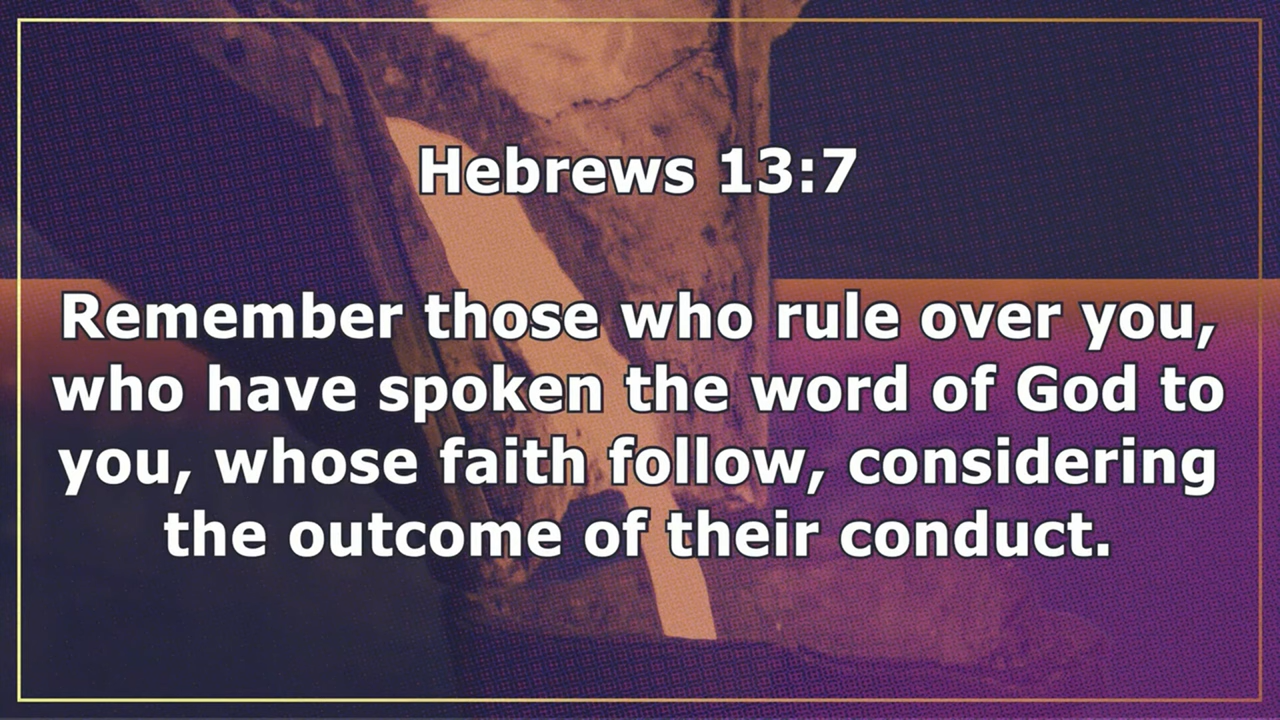 Hebrews 13:7
Remember those who rule over you,
who have spoken the word of God to
you, whose faith follow, considering
the outcome of their conduct.